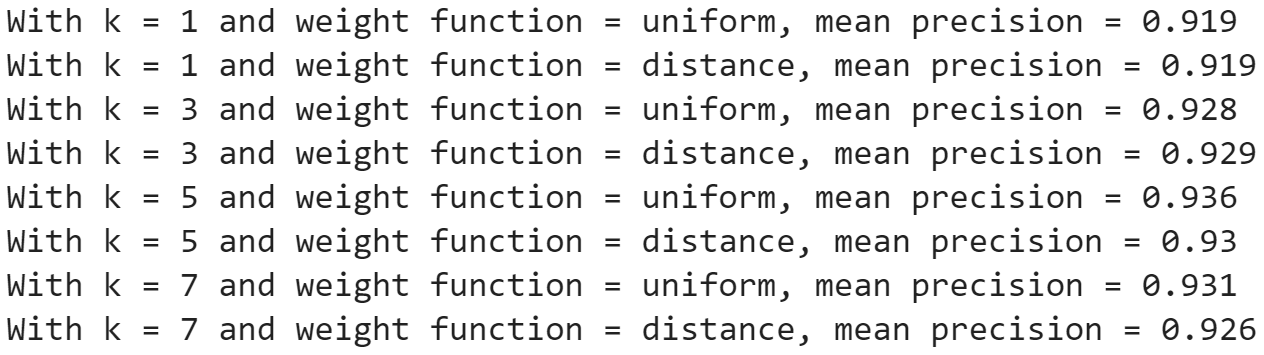 With k = 1 and weight function = uniform, mean precision = 0.919
With k = 1 and weight function = distance, mean precision = 0.919
With k = 3 and weight function = uniform, mean precision = 0.928
With k = 3 and weight function = distance, mean precision = 0.929
With k = 5 and weight function = uniform, mean precision = 0.936
With k = 5 and weight function = distance, mean precision = 0.93
With k = 7 and weight function = uniform, mean precision = 0.931
With k = 7 and weight function = distance, mean precision = 0.926